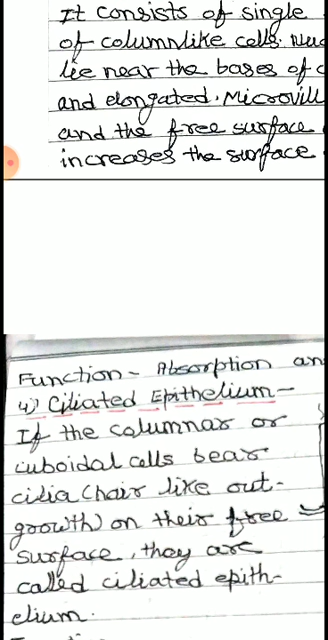 It consists of single
of columnlike cells. Nuc
lie near the bases of c
and elongated. Microvill
and the free surface
increases the surface
Function - Absorption an
4) Ciliated Epithelium -
If the columnar or
cuboidal cells bear
cilia (hair like out-
growth) on their free
surface, they are
called ciliated epith-
elium.